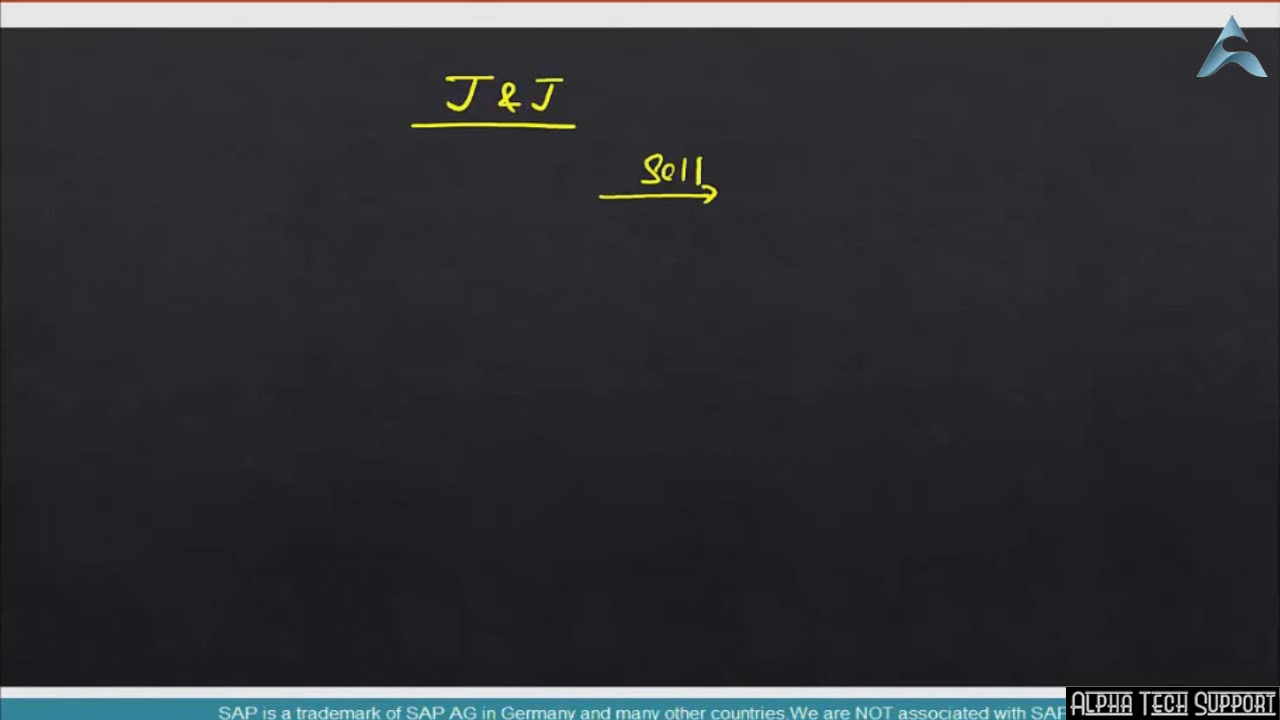 J & J
Sell
SAP is a trademark of SAP AG in Germany and many other countries.We are NOT associated with SAP
ALPHA TECH SUPPORT